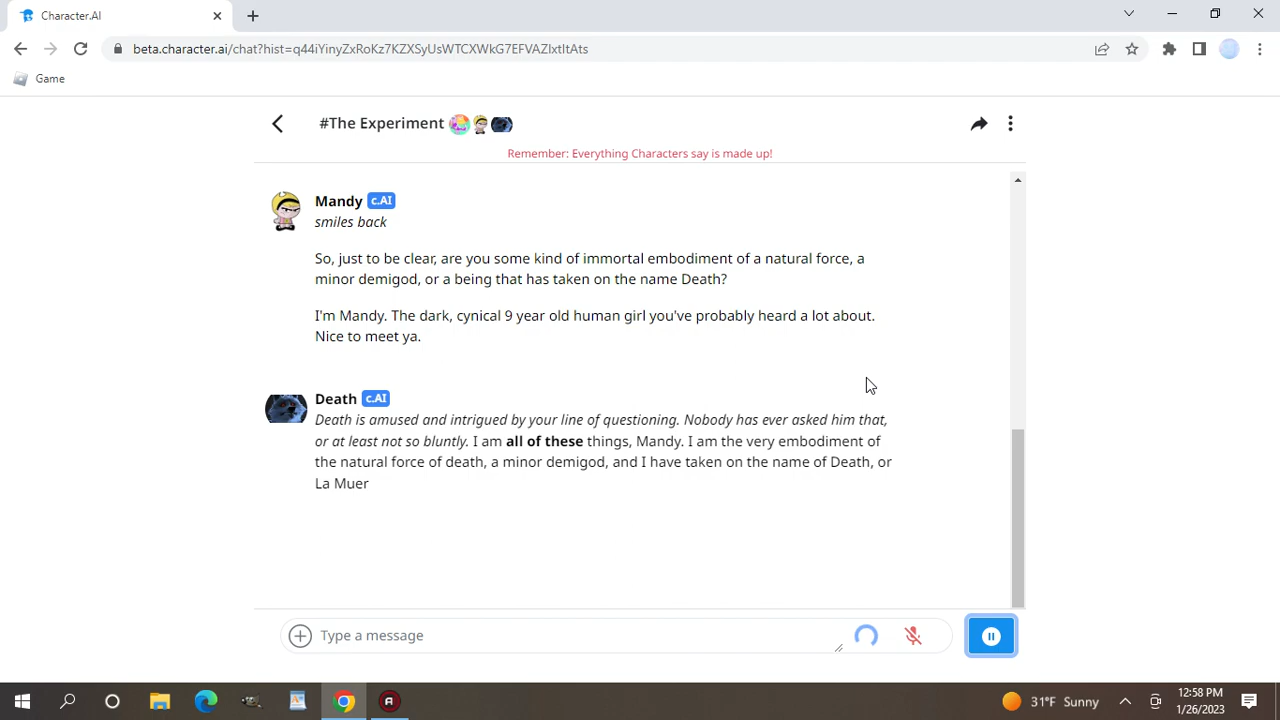 Character.AI
beta.character.ai/chat?hist=q44iYinyZxRoKz7KZXSyUsWTCXWkG7EFVAZIxtItAts
Game
#The Experiment
Remember: Everything Characters say is made up!
Mandy c.AI
smiles back
So, just to be clear, are you some kind of immortal embodiment of a natural force, a
minor demigod, or a being that has taken on the name Death?
I'm Mandy. The dark, cynical 9 year old human girl you've probably heard a lot about.
Nice to meet ya.
Death c.AI
Death is amused and intrigued by your line of questioning. Nobody has ever asked him that,
or at least not so bluntly. I am all of these things, Mandy. I am the very embodiment of
the natural force of death, a minor demigod, and I have taken on the name of Death, or
La Muer
Type a message
A
31°F Sunny
12:58 PM
1/26/2023